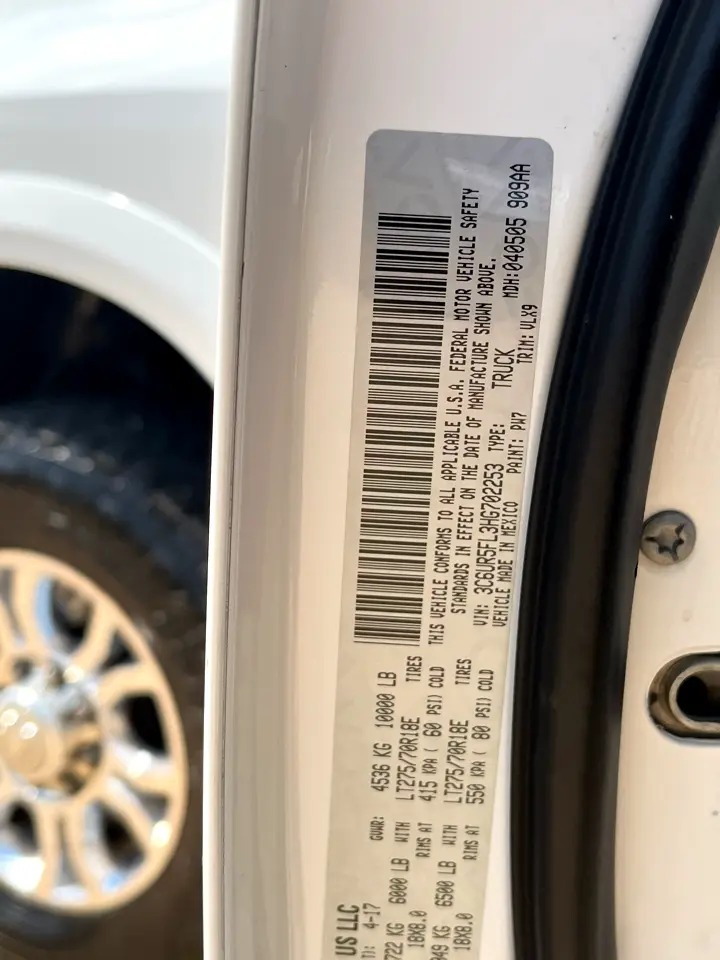 US LLC
T): 4-17 GVWR: 4536 KG 10000 LB
722 KG 6000 LB WITH LT275/70R18E TIRES
18X8.0 RIMS AT 415 KPA ( 60 PSI) COLD
049 KG 6500 LB WITH LT275/70R18E TIRES
18X8.0 RIMS AT 550 KPA ( 80 PSI) COLD
THIS VEHICLE CONFORMS TO ALL APPLICABLE U.S.A. FEDERAL MOTOR VEHICLE SAFETY
STANDARDS IN EFFECT ON THE DATE OF MANUFACTURE SHOWN ABOVE.
VIN: 3C6UR5FL3HG702253 TYPE: TRUCK MDH:040505 909AA
VEHICLE MADE IN MEXICO PAINT: PW7 TRIM: VLX9